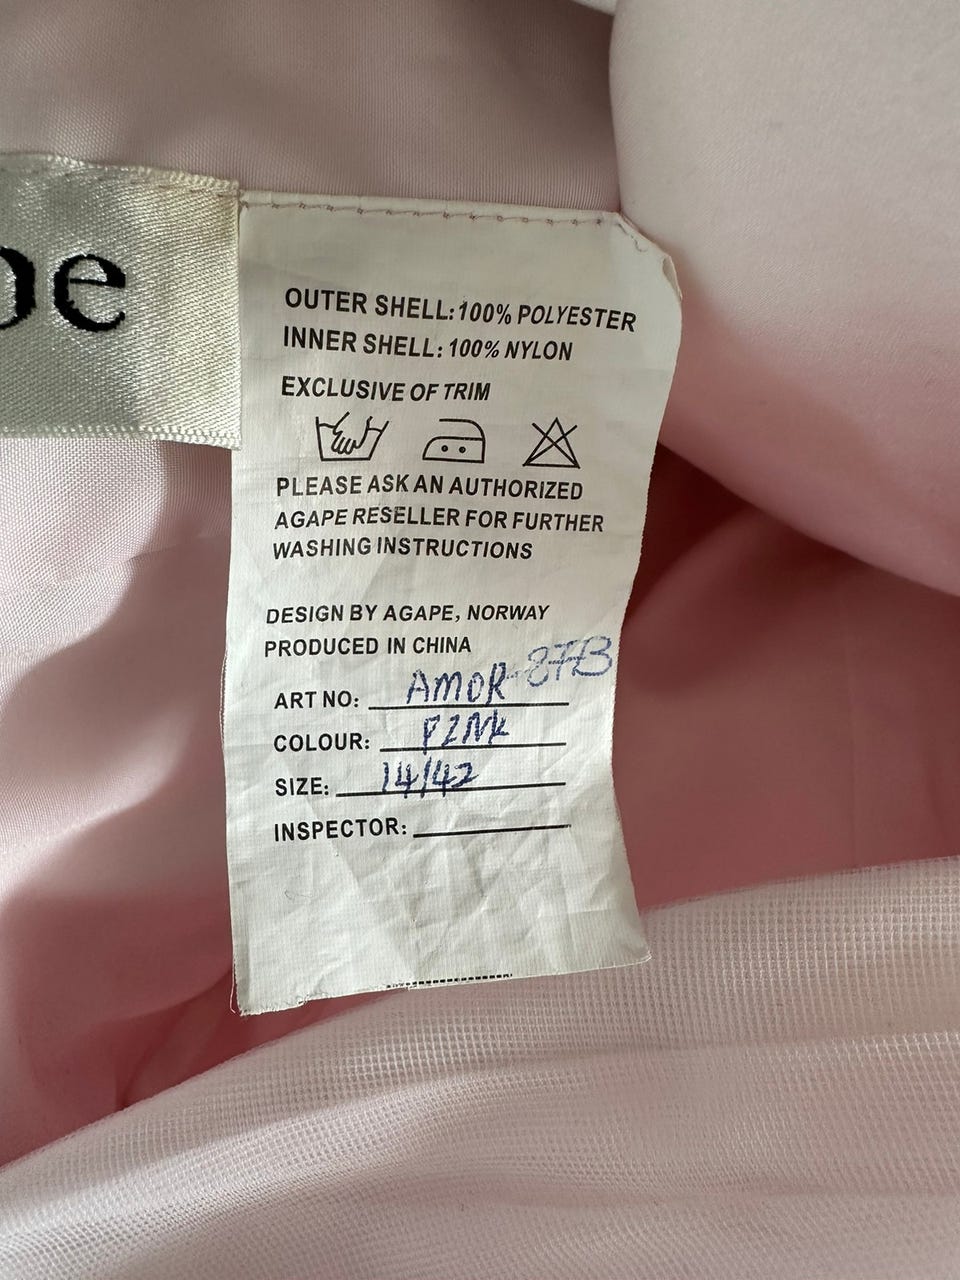 pe
OUTER SHELL: 100% POLYESTER
INNER SHELL: 100% NYLON
EXCLUSIVE OF TRIM
PLEASE ASK AN AUTHORIZED
AGAPE RESELLER FOR FURTHER
WASHING INSTRUCTIONS
DESIGN BY AGAPE, NORWAY
PRODUCED IN CHINA
ART NO: AMOR-87B
COLOUR: PINK
SIZE: 14/42
INSPECTOR: